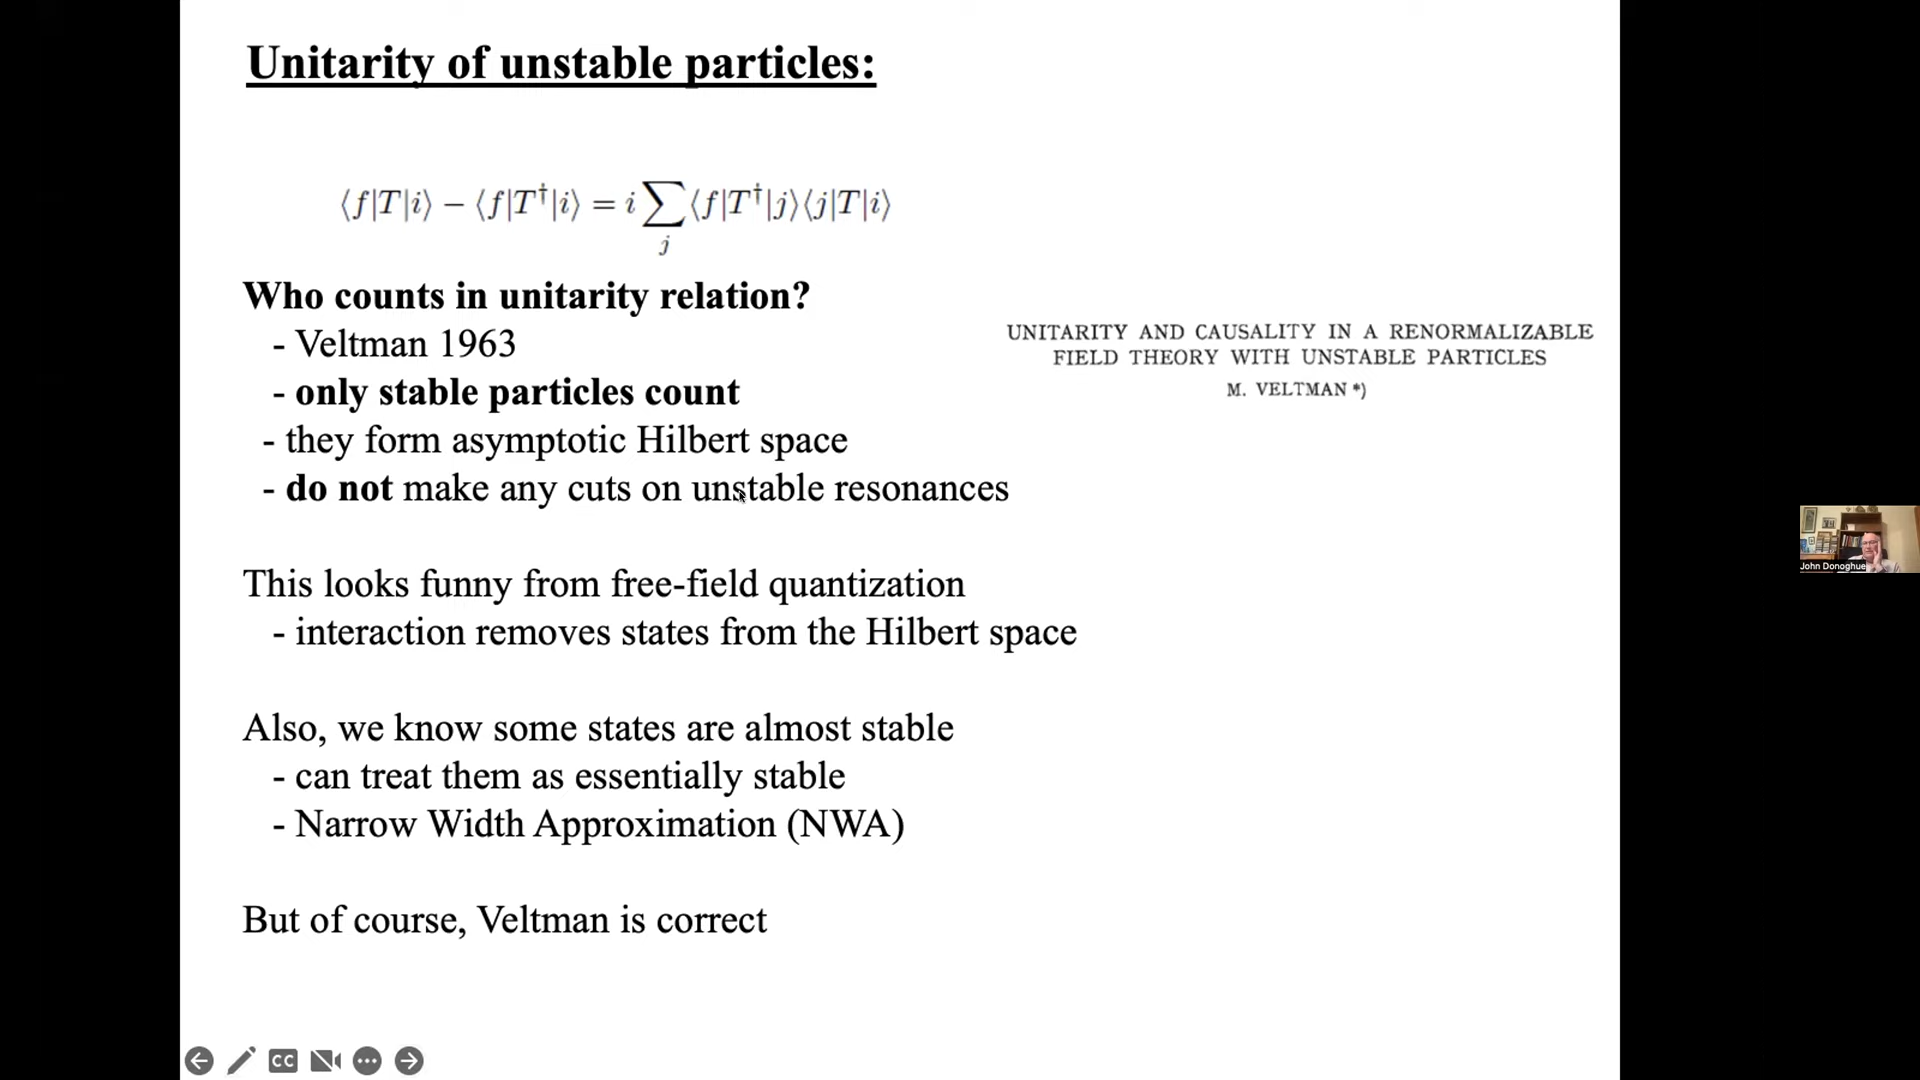 Unitarity of unstable particles:
⟨f|T|i⟩ − ⟨f|T†|i⟩ = i ∑_j ⟨f|T†|j⟩⟨j|T|i⟩
Who counts in unitarity relation?
- Veltman 1963
- only stable particles count
- they form asymptotic Hilbert space
- do not make any cuts on unstable resonances
UNITARITY AND CAUSALITY IN A RENORMALIZABLE
FIELD THEORY WITH UNSTABLE PARTICLES
M. VELTMAN *)
This looks funny from free-field quantization
- interaction removes states from the Hilbert space
Also, we know some states are almost stable
- can treat them as essentially stable
- Narrow Width Approximation (NWA)
But of course, Veltman is correct
John Donoghue
CC